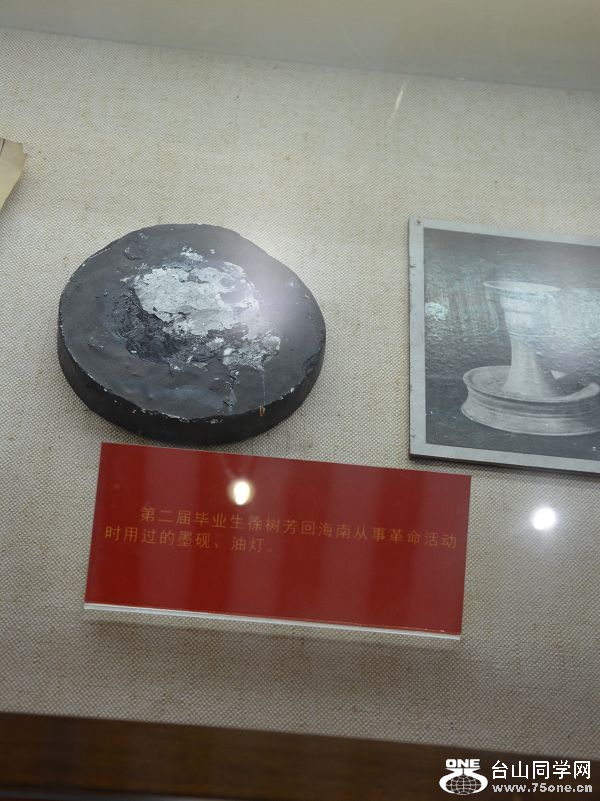 第二届毕业生徐树芳回海南从事革命活动
时用过的墨砚、油灯。
ONE 台山同学网
www.75one.cn